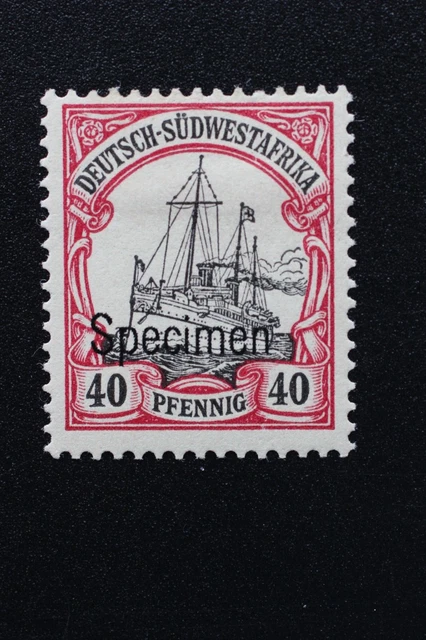 DEUTSCH-SÜDWESTAFRIKA
Specimen
40 PFENNIG 40